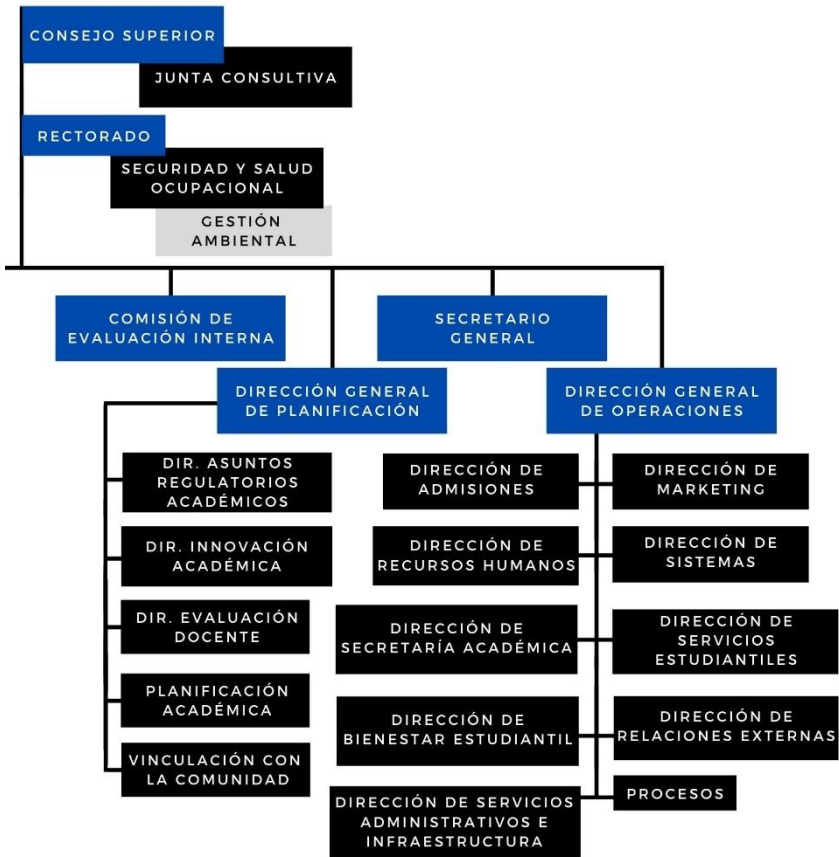 CONSEJO SUPERIOR
JUNTA CONSULTIVA
RECTORADO
SEGURIDAD Y SALUD
OCUPACIONAL
GESTIÓN
AMBIENTAL
COMISIÓN DE
EVALUACIÓN INTERNA
SECRETARIO
GENERAL
DIRECCIÓN GENERAL
DE PLANIFICACIÓN
DIRECCIÓN GENERAL
DE OPERACIONES
DIR. ASUNTOS
REGULATORIOS
ACADÉMICOS
DIR. INNOVACIÓN
ACADÉMICA
DIR. EVALUACIÓN
DOCENTE
PLANIFICACIÓN
ACADÉMICA
VINCULACIÓN CON
LA COMUNIDAD
DIRECCIÓN DE
ADMISIONES
DIRECCIÓN DE
MARKETING
DIRECCIÓN DE
RECURSOS HUMANOS
DIRECCIÓN DE
SISTEMAS
DIRECCIÓN DE
SECRETARÍA ACADÉMICA
DIRECCIÓN DE
SERVICIOS
ESTUDIANTILES
DIRECCIÓN DE
BIENESTAR ESTUDIANTIL
DIRECCIÓN DE
RELACIONES EXTERNAS
DIRECCIÓN DE SERVICIOS
ADMINISTRATIVOS E
INFRAESTRUCTURA
PROCESOS